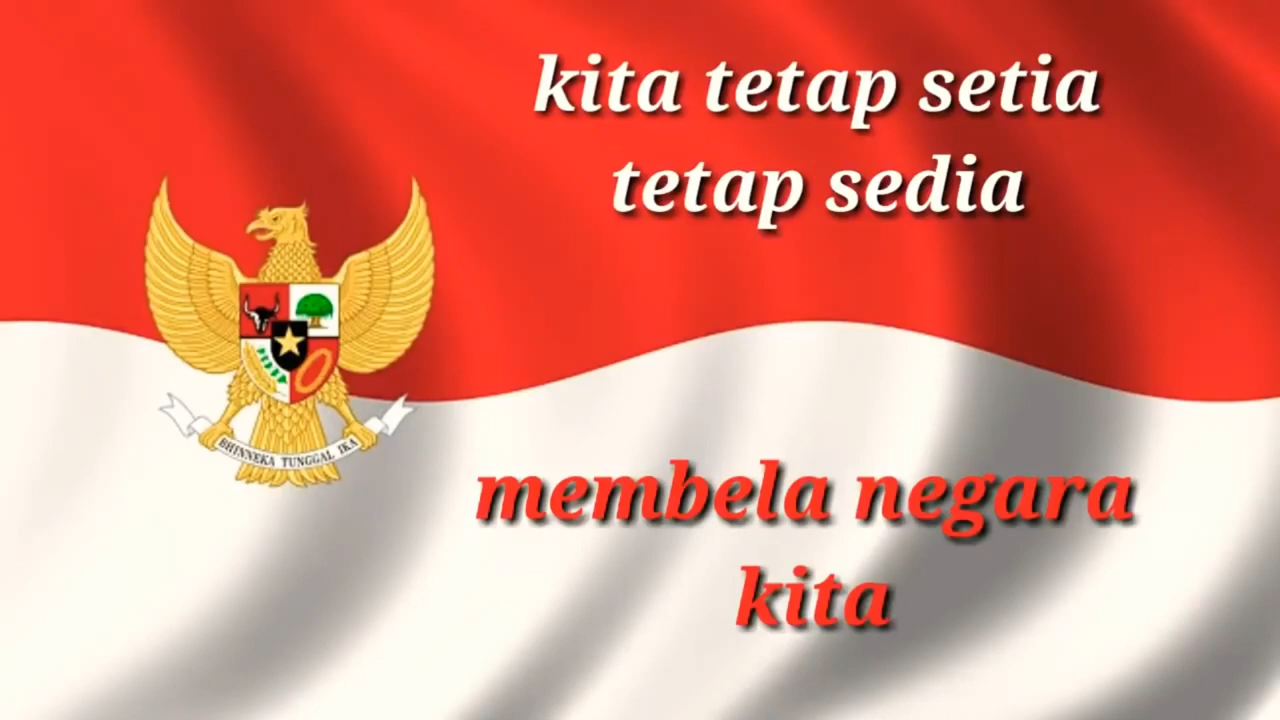 kita tetap setia
tetap sedia
BHINNEKA TUNGGAL IKA
membela negara
kita